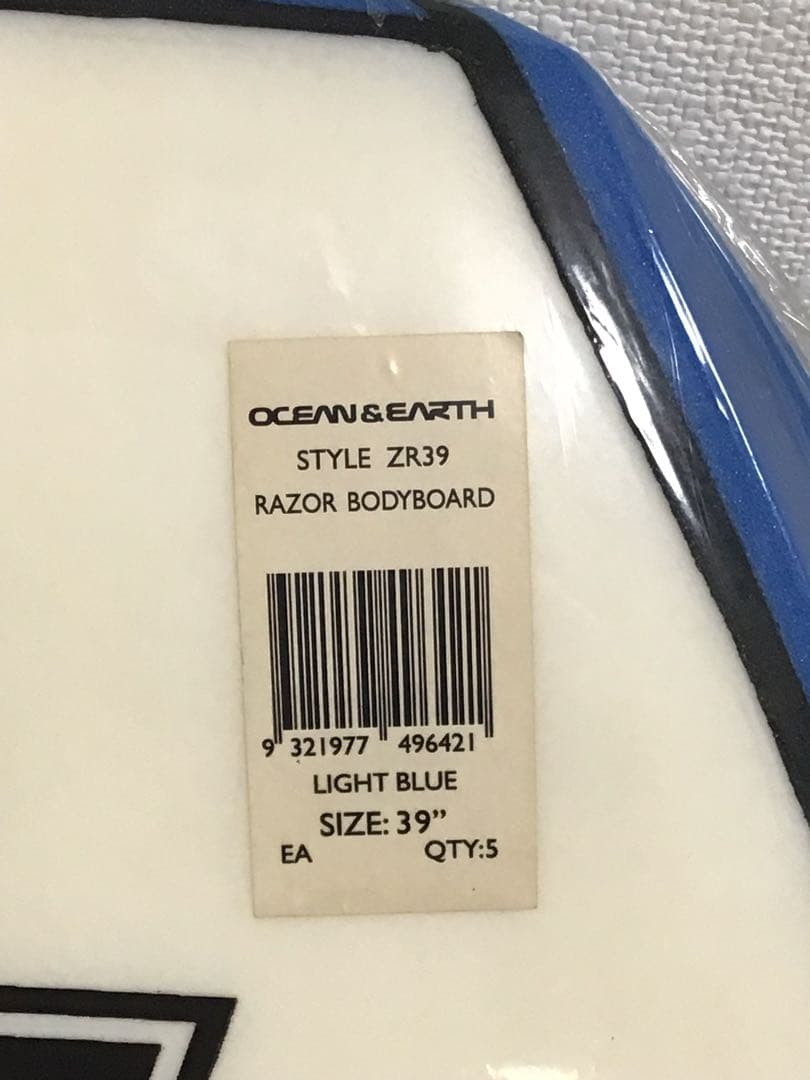 OCEAN&EARTH
STYLE ZR39
RAZOR BODYBOARD
9 321977 496421
LIGHT BLUE
SIZE: 39”
EA QTY:5